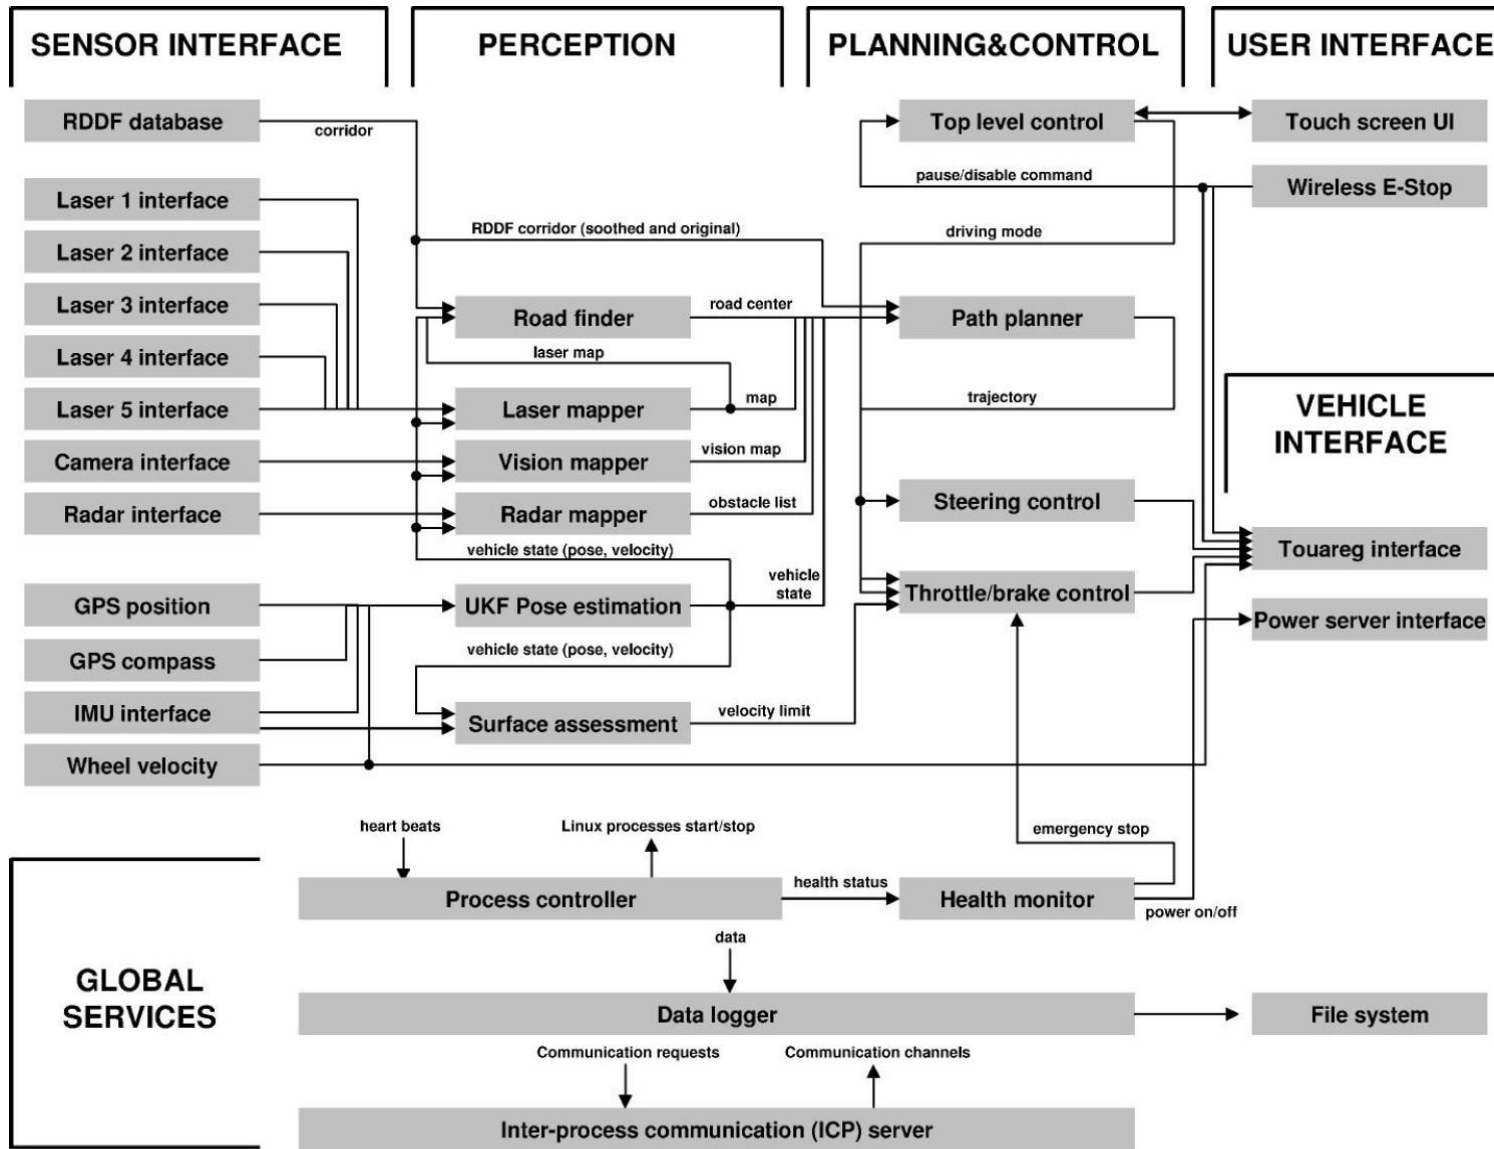 SENSOR INTERFACE
PERCEPTION
PLANNING&CONTROL
USER INTERFACE
RDDF database
corridor
Top level control
Touch screen UI
pause/disable command
Wireless E-Stop
Laser 1 interface
RDDF corridor (soothed and original)
driving mode
Laser 2 interface
Laser 3 interface
Road finder
road center
Path planner
laser map
Laser 4 interface
Laser 5 interface
Laser mapper
map
trajectory
VEHICLE
INTERFACE
Camera interface
Vision mapper
vision map
Radar interface
Radar mapper
obstacle list
Steering control
vehicle state (pose, velocity)
Touareg interface
vehicle
state
GPS position
UKF Pose estimation
Throttle/brake control
Power server interface
GPS compass
vehicle state (pose, velocity)
IMU interface
Surface assessment
velocity limit
Wheel velocity
heart beats
Linux processes start/stop
emergency stop
Process controller
health status
Health monitor
power on/off
data
GLOBAL
SERVICES
Data logger
File system
Communication requests
Communication channels
Inter-process communication (ICP) server